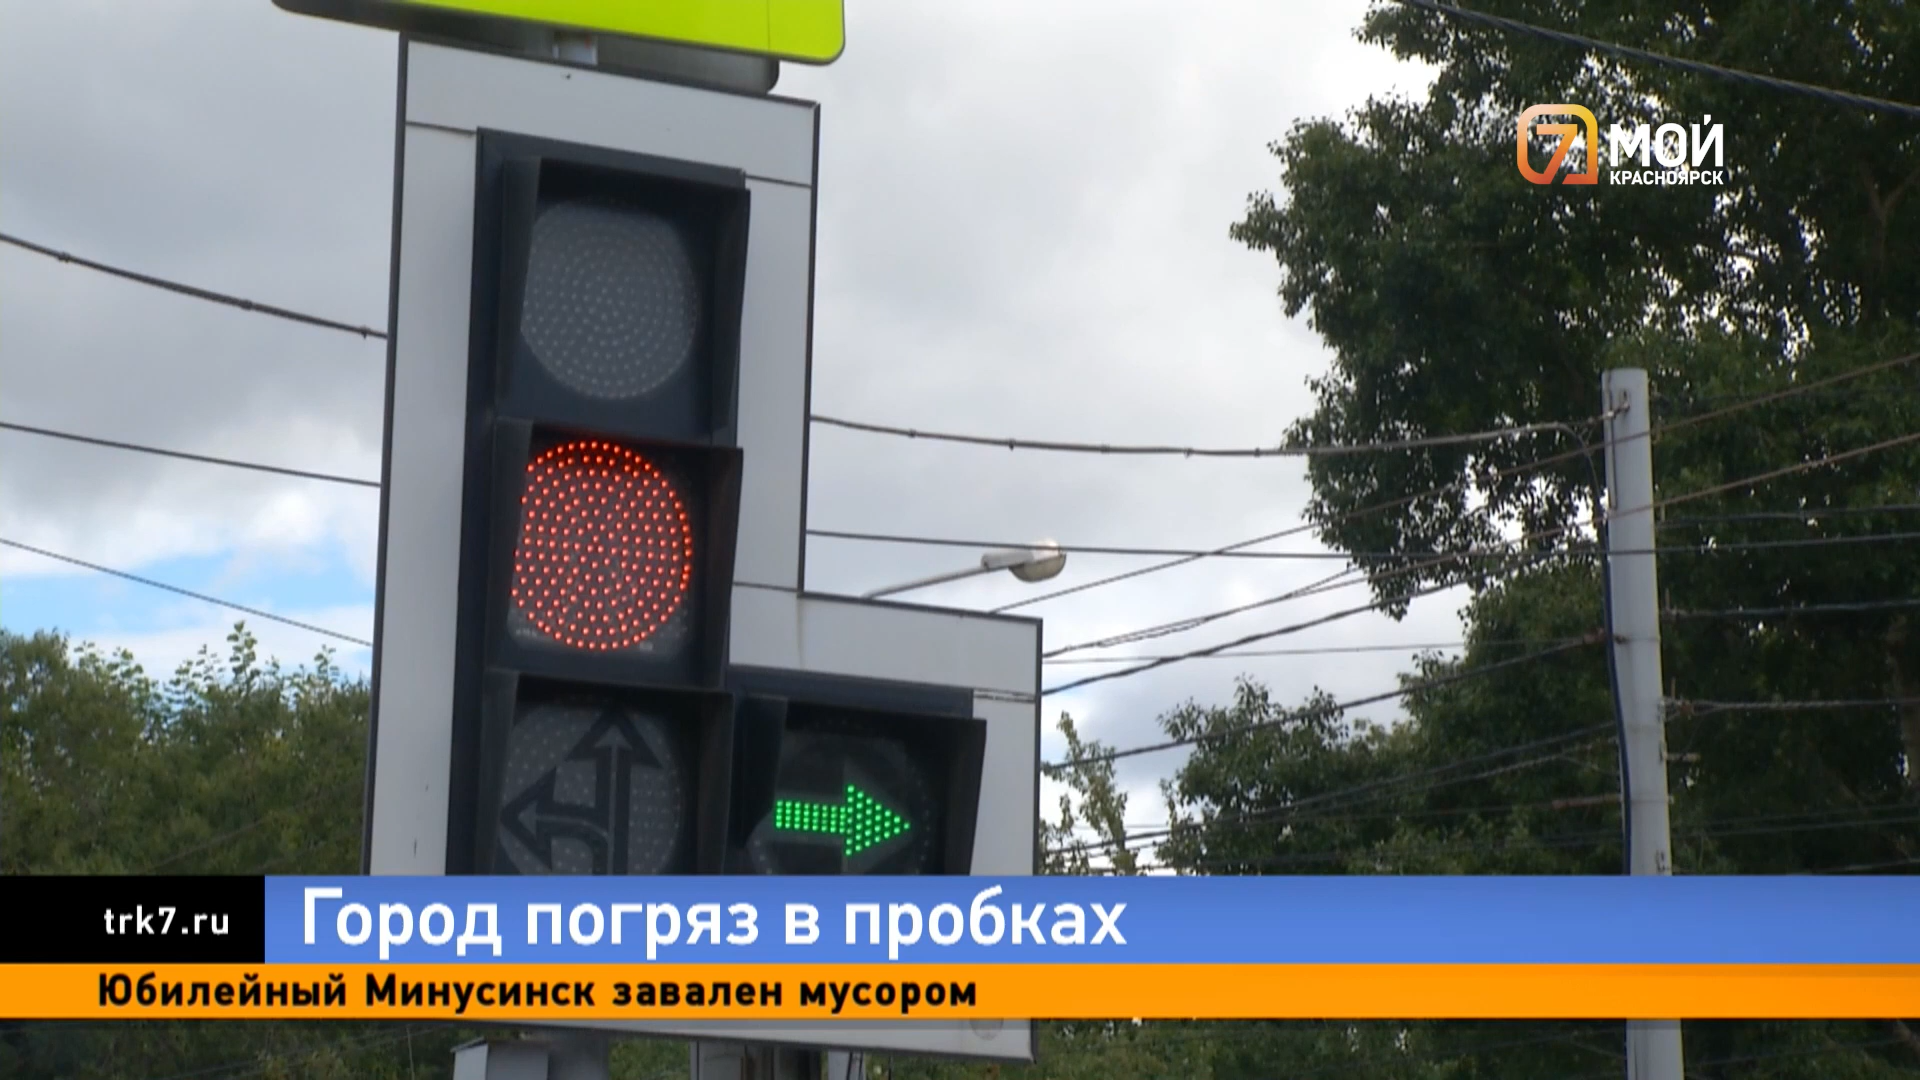 7 МОЙ
КРАСНОЯРСК
trk7.ru
Город погряз в пробках
Юбилейный Минусинск завален мусором